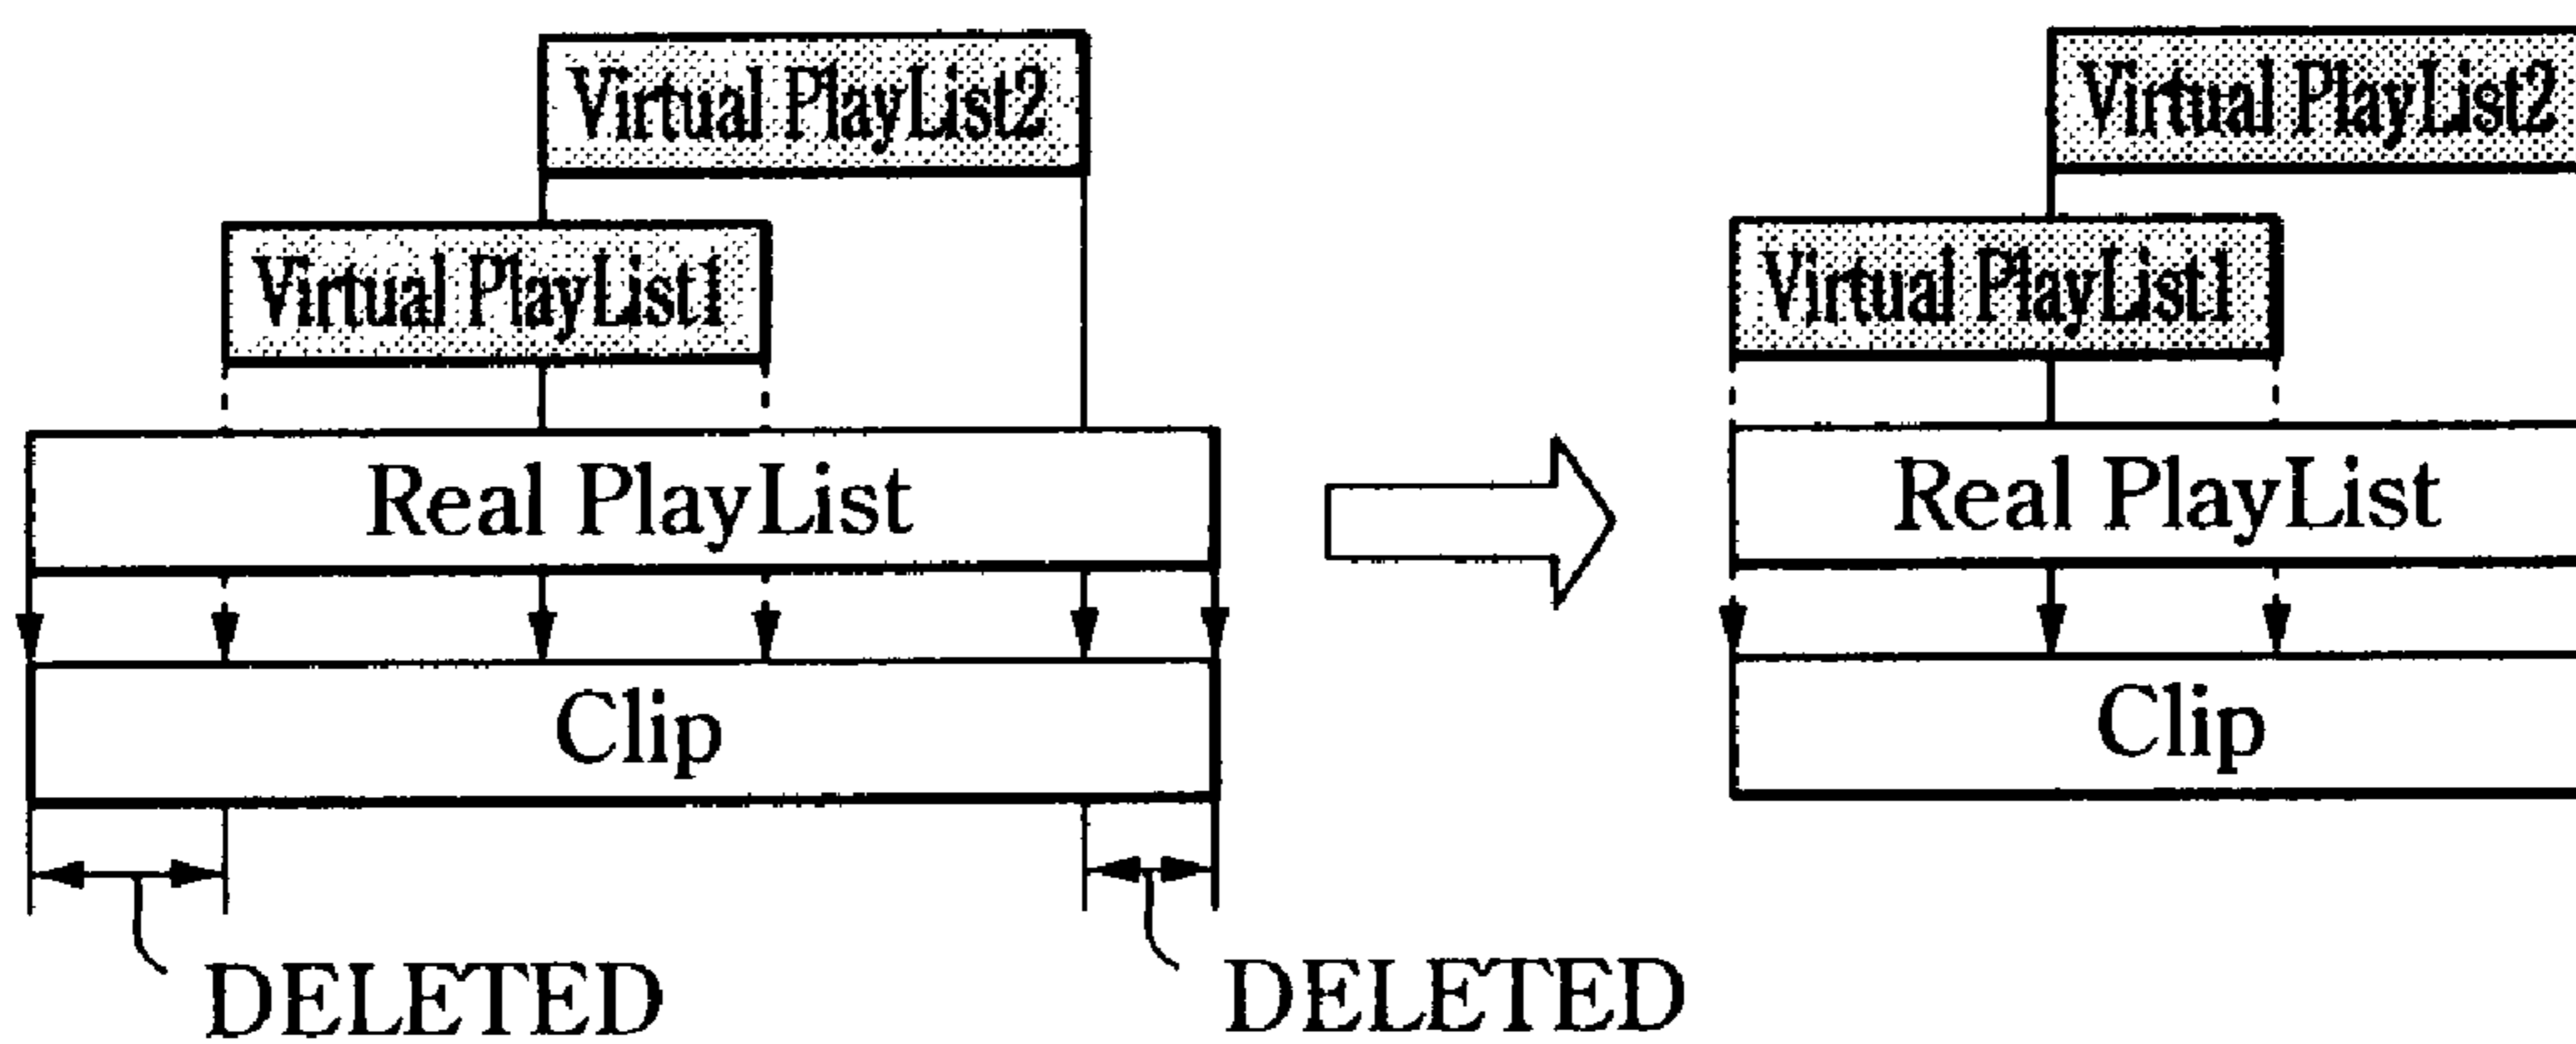 Virtual PlayList2
Virtual PlayList1
Real PlayList
Clip
DELETED
DELETED
Virtual PlayList2
Virtual PlayList1
Real PlayList
Clip